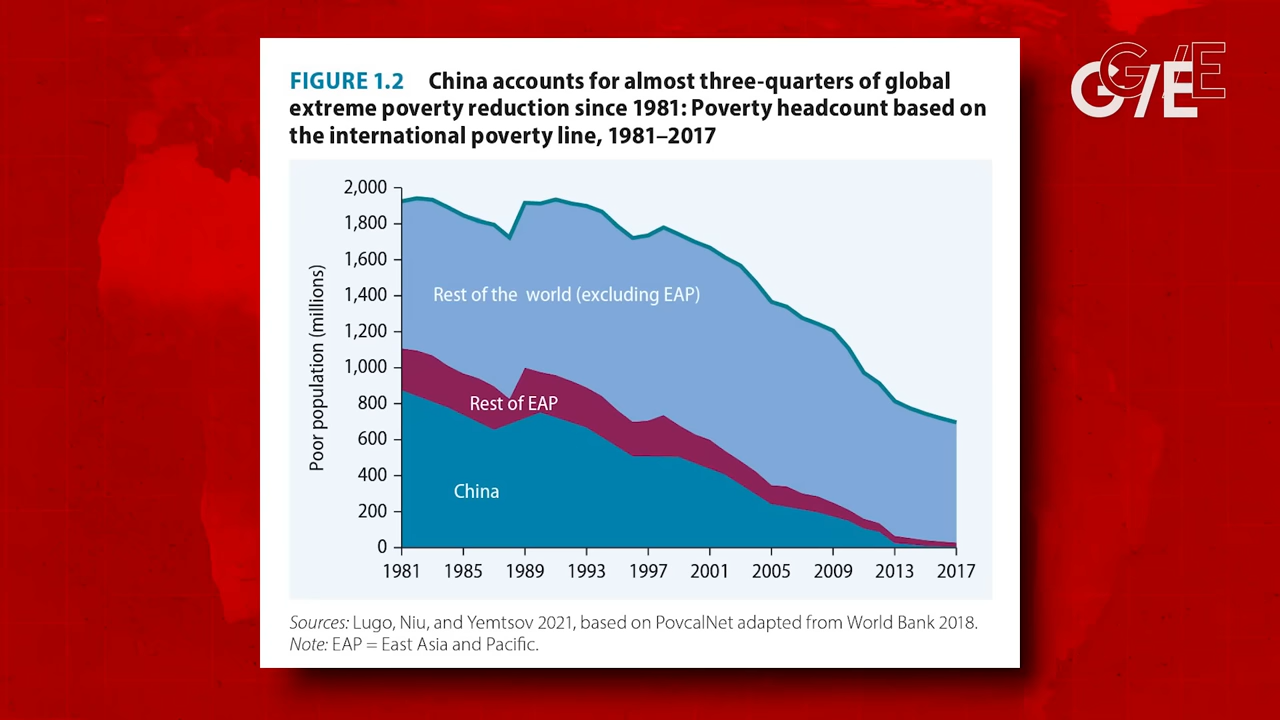 FIGURE 1.2 China accounts for almost three-quarters of global
extreme poverty reduction since 1981: Poverty headcount based on
the international poverty line, 1981–2017
G/E
G/E
Poor population (millions)
2,000
1,800
1,600
1,400
1,200
1,000
800
600
400
200
0
Rest of the world (excluding EAP)
Rest of EAP
China
1981 1985 1989 1993 1997 2001 2005 2009 2013 2017
Sources: Lugo, Niu, and Yemtsov 2021, based on PovcalNet adapted from World Bank 2018.
Note: EAP = East Asia and Pacific.